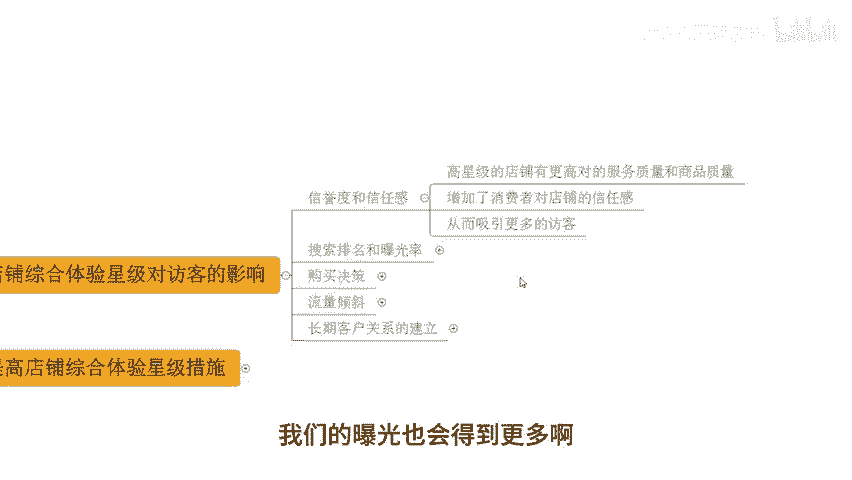 高星级的店铺有更高对的服务质量和商品质量
信誉度和信任感
增加了消费者对店铺的信任感
从而吸引更多的访客
搜索排名和曝光率
店铺综合体验星级对访客的影响
购买决策
流量倾斜
长期客户关系的建立
高店铺综合体验星级措施
我们的曝光也会得到更多啊